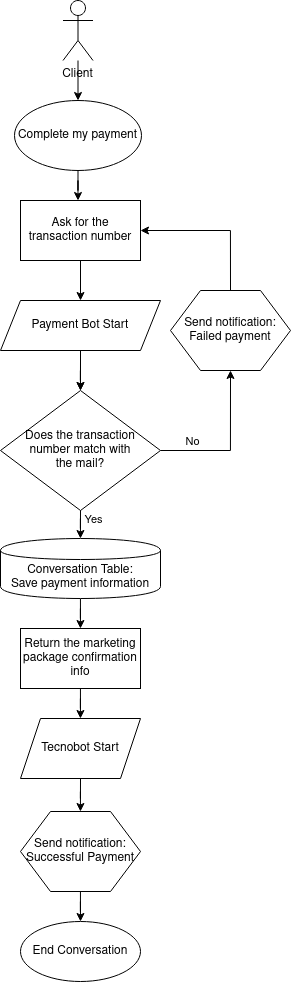 Client
Complete my payment
Ask for the
transaction number
Send notification:
Failed payment
Payment Bot Start
Does the transaction
number match with
the mail?
No
Yes
Conversation Table:
Save payment information
Return the marketing
package confirmation
info
Tecnobot Start
Send notification:
Successful Payment
End Conversation